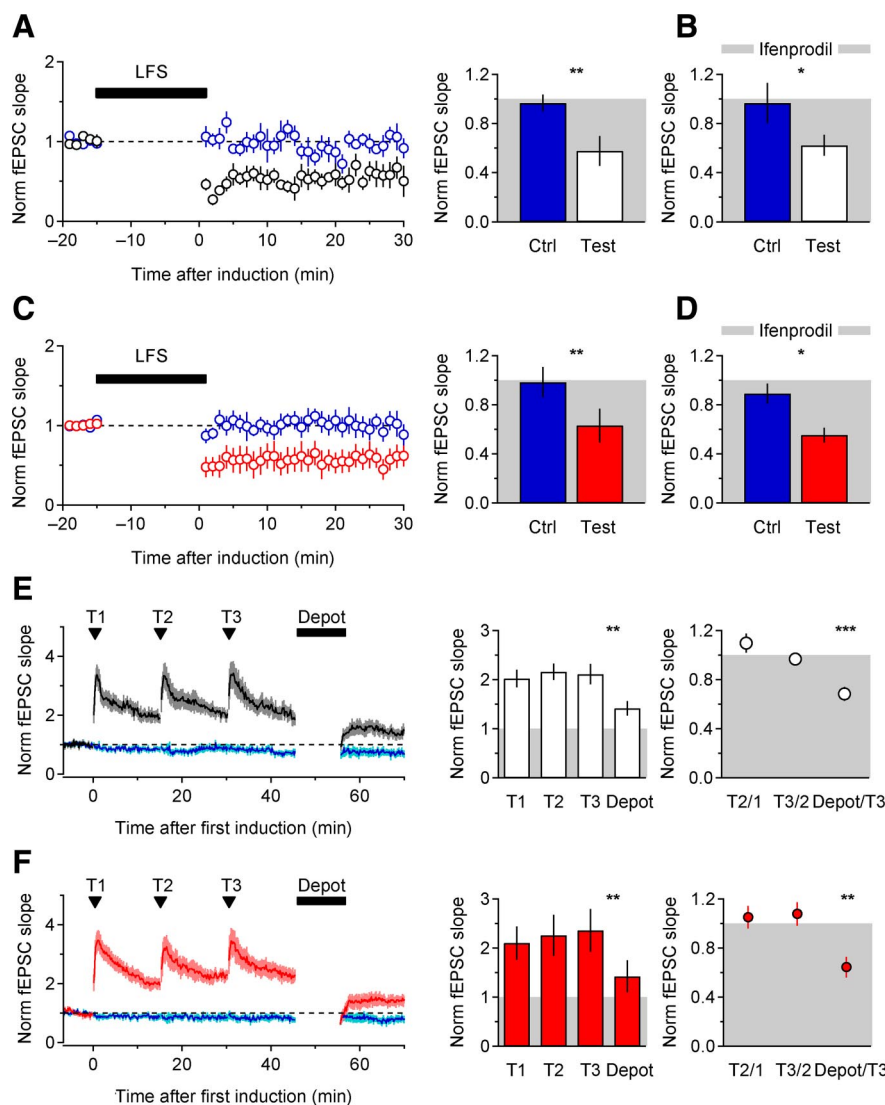 A
Norm fEPSC slope
2
1
0
LFS
−20
−10
0
10
20
30
Time after induction (min)
Norm fEPSC slope
1.2
0.8
0.4
0.0
**
Ctrl Test
B
Ifenprodil
Norm fEPSC slope
1.2
0.8
0.4
0.0
*
Ctrl Test
C
Norm fEPSC slope
2
1
0
LFS
−20
−10
0
10
20
30
Time after induction (min)
Norm fEPSC slope
1.2
0.8
0.4
0.0
**
Ctrl Test
D
Ifenprodil
Norm fEPSC slope
1.2
0.8
0.4
0.0
*
Ctrl Test
E
Norm fEPSC slope
4
2
0
T1 T2 T3 Depot
0 20 40 60
Time after first induction (min)
Norm fEPSC slope
3
2
1
0
**
T1 T2 T3 Depot
Norm fEPSC slope
1.2
0.8
0.4
0.0
***
T2/1 T3/2 Depot/T3
F
Norm fEPSC slope
4
2
0
T1 T2 T3 Depot
0 20 40 60
Time after first induction (min)
Norm fEPSC slope
3
2
1
0
**
T1 T2 T3 Depot
Norm fEPSC slope
1.2
0.8
0.4
0.0
**
T2/1 T3/2 Depot/T3